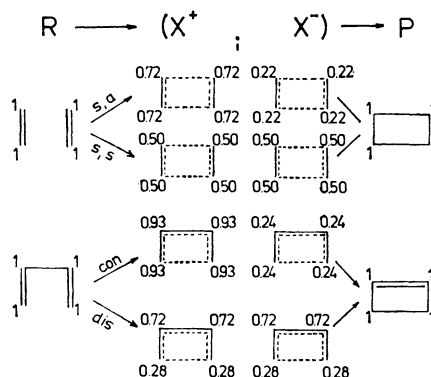 R → (X⁺ ; X⁻) → P
0.72 0.72 0.22 0.22
1 1 s,a 1 1
0.72 0.72 0.22 0.22
0.50 0.50 0.50 0.50
1 1 s,s 1 1
0.50 0.50 0.50 0.50
0.93 0.93 0.24 0.24
1 1 con 1 1
0.93 0.93 0.24 0.24
0.72 0.72 0.72 0.72
1 1 dis 1 1
0.28 0.28 0.28 0.28